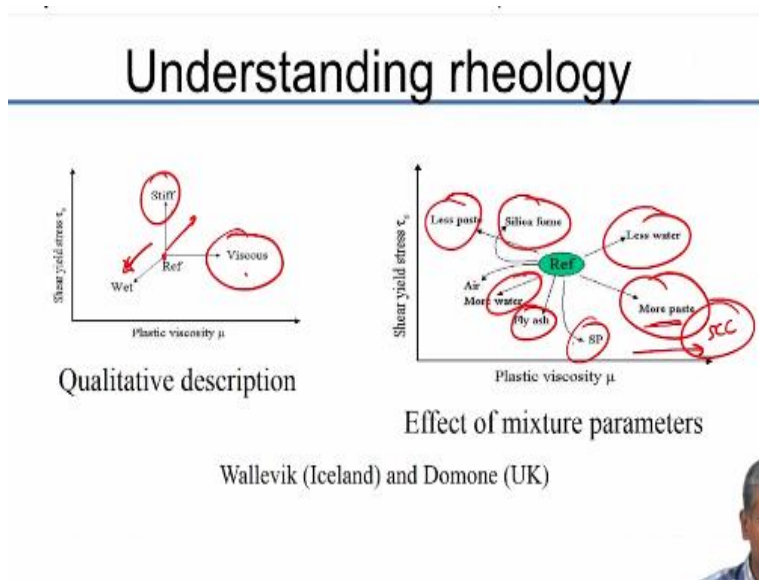 Understanding rheology
Shear yield stress τ₀
Stiff
Ref
Viscous
Wet
Plastic viscosity μ
Qualitative description
Shear yield stress τ₀
Less paste
Silica fume
Less water
Ref
Air
More water
Fly ash
SP
More paste
SCC
Plastic viscosity μ
Effect of mixture parameters
Wallevik (Iceland) and Domone (UK)